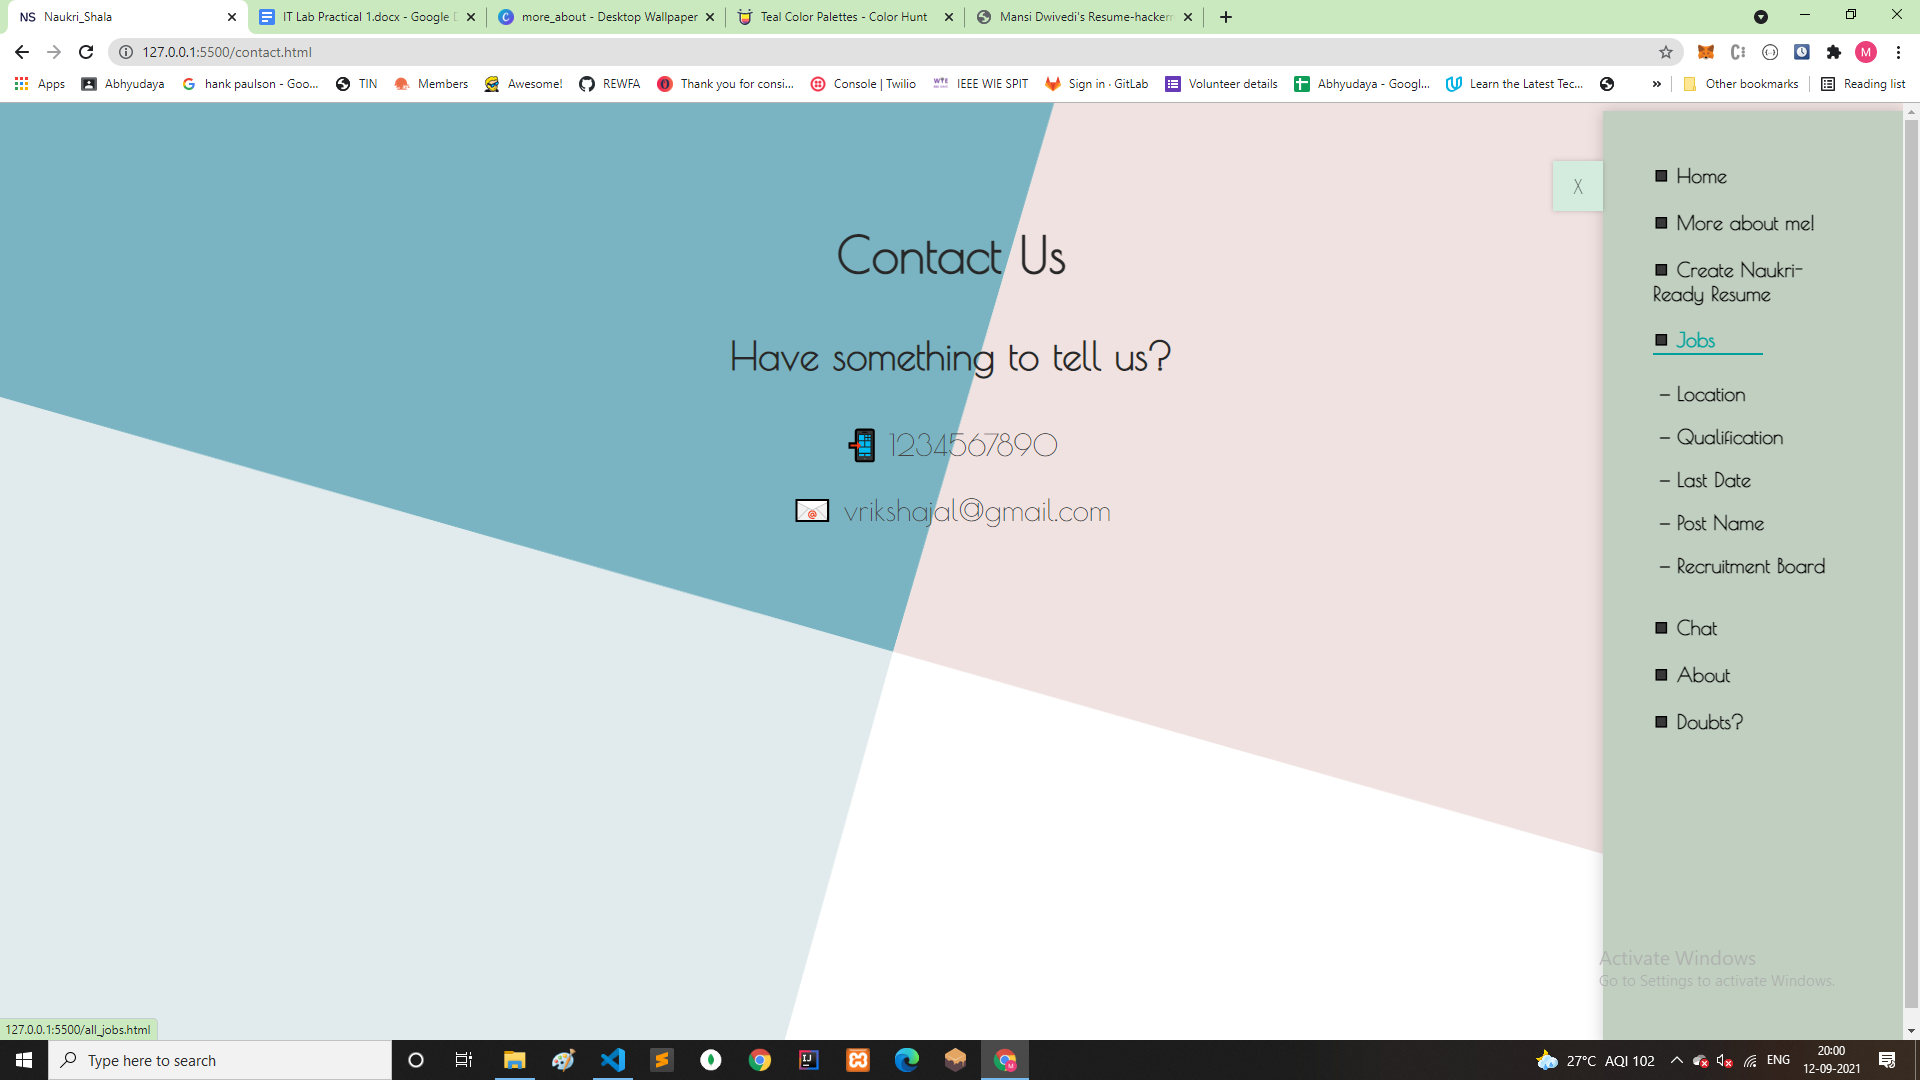 NS Naukri_Shala
IT Lab Practical 1.docx - Google D
more_about - Desktop Wallpaper
Teal Color Palettes - Color Hunt
Mansi Dwivedi's Resume-hackerr
127.0.0.1:5500/contact.html
M
Apps
Abhyudaya
hank paulson - Goo...
TIN
Members
Awesome!
REWFA
Thank you for consi...
Console | Twilio
IEEE WIE SPIT
Sign in · GitLab
Volunteer details
Abhyudaya - Googl...
Learn the Latest Tec...
»
Other bookmarks
Reading list
X
Home
More about me!
Create Naukri-
Ready Resume
Jobs
– Location
– Qualification
– Last Date
– Post Name
– Recruitment Board
Chat
About
Doubts?
Contact Us
Have something to tell us?
1234567890
vrikshajal@gmail.com
Activate Windows
Go to Settings to activate Windows.
127.0.0.1:5500/all_jobs.html
Type here to search
27°C AQI 102
ENG
20:00
12-09-2021